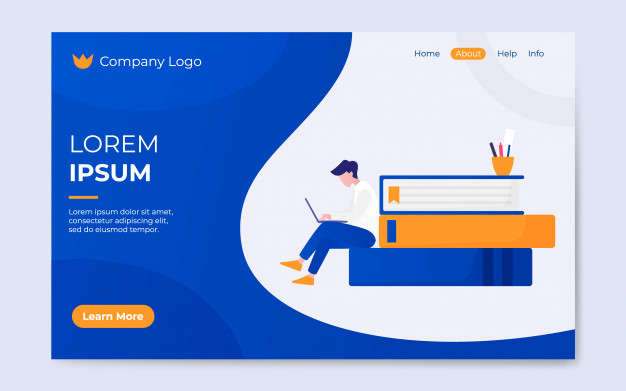 Company Logo
Home About Help Info
LOREM
IPSUM
Lorem ipsum dolor sit amet,
consectetur adipiscing elit,
sed do eiusmod
tempor.
Learn More